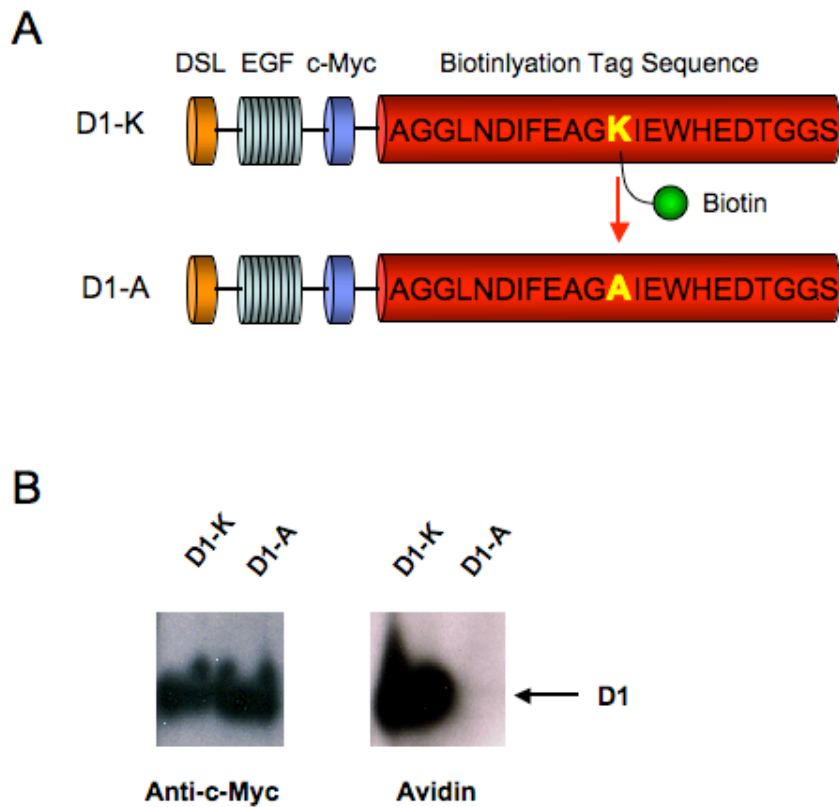 A
DSL EGF c-Myc Biotinlyation Tag Sequence
D1-K
AGGLNDIFEAGKIEWHEDTGGS
Biotin
D1-A
AGGLNDIFEAGAIEWHEDTGGS
B
D1-K D1-A D1-K D1-A
D1
Anti-c-Myc Avidin